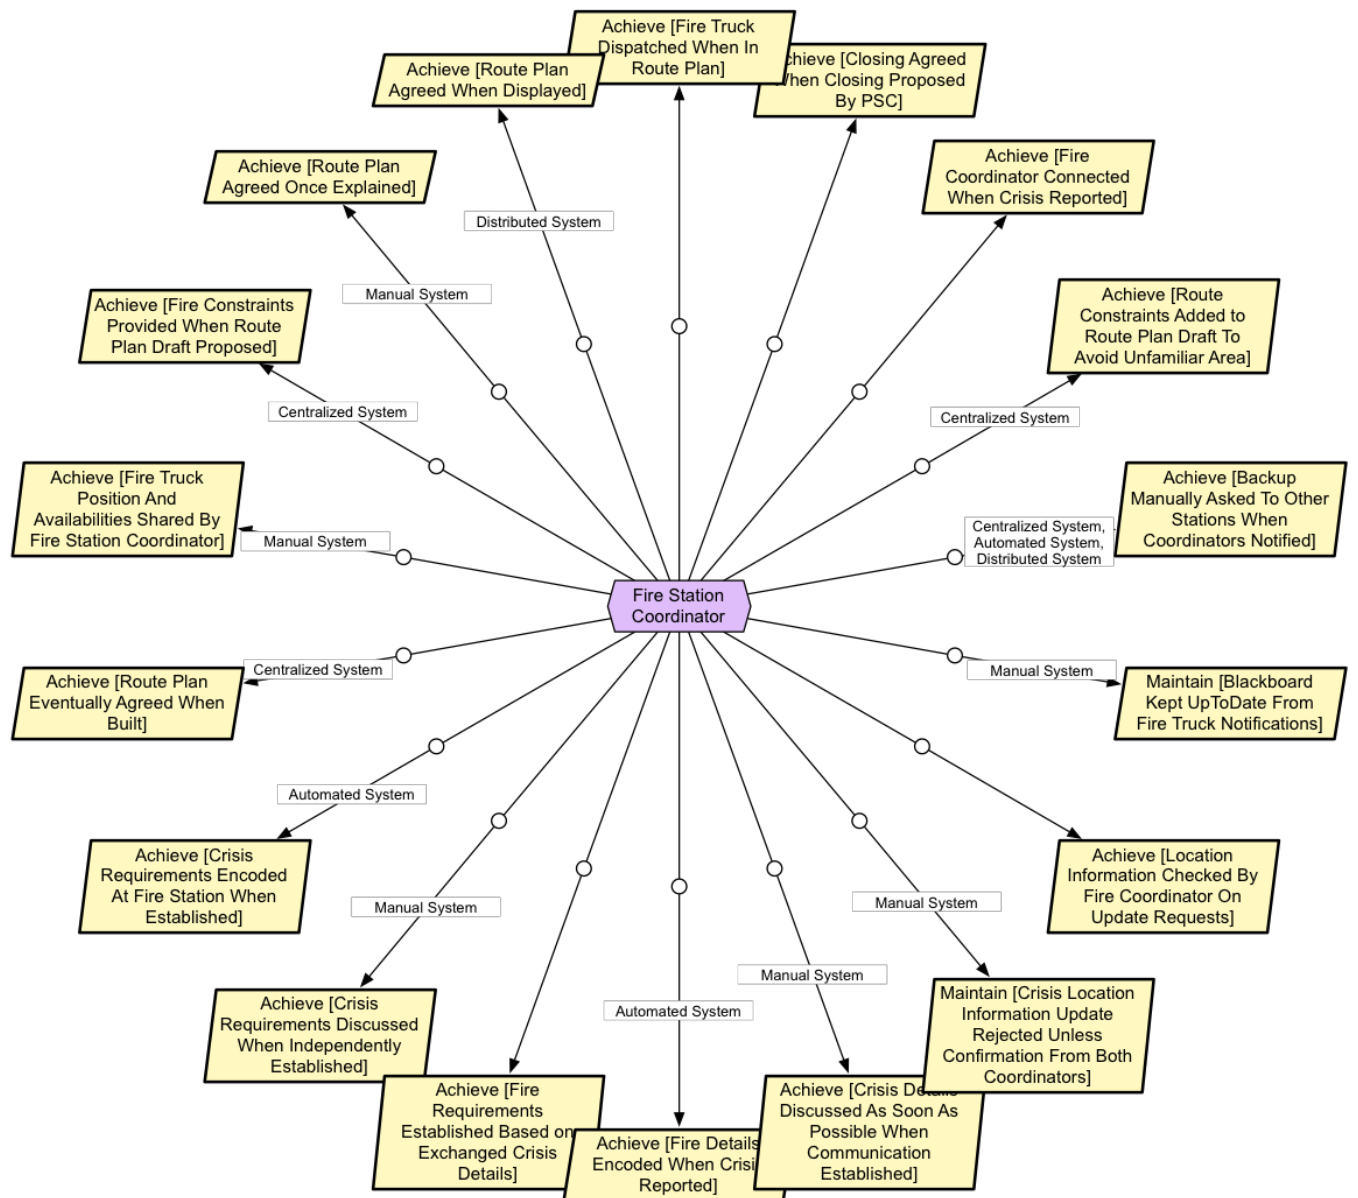 Achieve [Fire Truck
Dispatched When In
Route Plan]
Achieve [Route Plan
Agreed When Displayed]
chieve [Closing Agreed
When Closing Proposed
By PSC]
Achieve [Route Plan
Agreed Once Explained]
Achieve [Fire
Coordinator Connected
When Crisis Reported]
Distributed System
Manual System
Achieve [Fire Constraints
Provided When Route
Plan Draft Proposed]
Achieve [Route
Constraints Added to
Route Plan Draft To
Avoid Unfamiliar Area]
Centralized System
Centralized System
Achieve [Fire Truck
Position And
Availabilities Shared By
Fire Station Coordinator]
Manual System
Centralized System,
Automated System,
Distributed System
Achieve [Backup
Manually Asked To Other
Stations When
Coordinators Notified]
Fire Station
Coordinator
Achieve [Route Plan
Eventually Agreed When
Built]
Centralized System
Manual System
Maintain [Blackboard
Kept UpToDate From
Fire Truck Notifications]
Automated System
Achieve [Crisis
Requirements Encoded
At Fire Station When
Established]
Achieve [Location
Information Checked By
Fire Coordinator On
Update Requests]
Manual System
Manual System
Manual System
Automated System
Achieve [Crisis
Requirements Discussed
When Independently
Established]
Maintain [Crisis Location
Information Update
Rejected Unless
Confirmation From Both
Coordinators]
Achieve [Fire
Requirements
Established Based on
Exchanged Crisis
Details]
Achieve [Fire Details
Encoded When Crisi
Reported]
Achieve [Crisis Details
Discussed As Soon As
Possible When
Communication
Established]